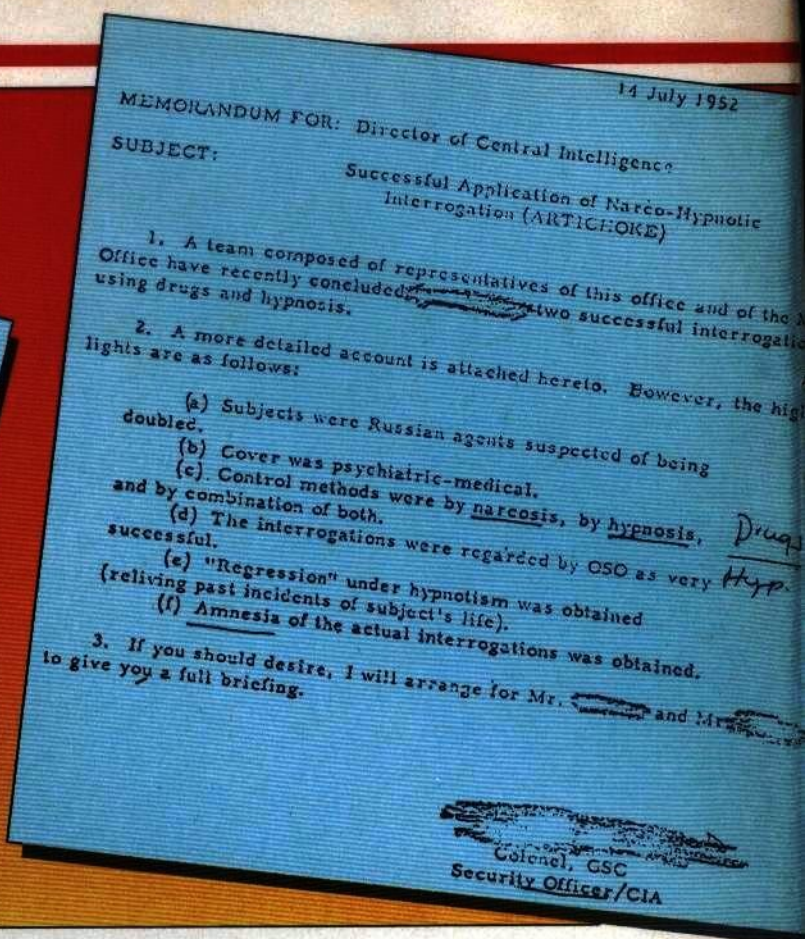 14 July 1952
MEMORANDUM FOR: Director of Central Intelligence
SUBJECT:
Successful Application of Narco-Hypnotic
Interrogation (ARTICHOKE)
1. A team composed of representatives of this office and of the
Office have recently concluded two successful interrogatio
using drugs and hypnosis.
2. A more detailed account is attached hereto. However, the hig
lights are as follows:
(a) Subjects were Russian agents suspected of being
doubled.
(b) Cover was psychiatric-medical.
(c). Control methods were by narcosis, by hypnosis,
and by combination of both.
Drug
(d) The interrogations were regarded by OSO as very
successful.
Hyp.
(e) "Regression" under hypnotism was obtained
(reliving past incidents of subject's life).
(f) Amnesia of the actual interrogations was obtained.
3. If you should desire, I will arrange for Mr. and Mr
to give you a full briefing.
Colonel, GSC
Security Officer/CIA